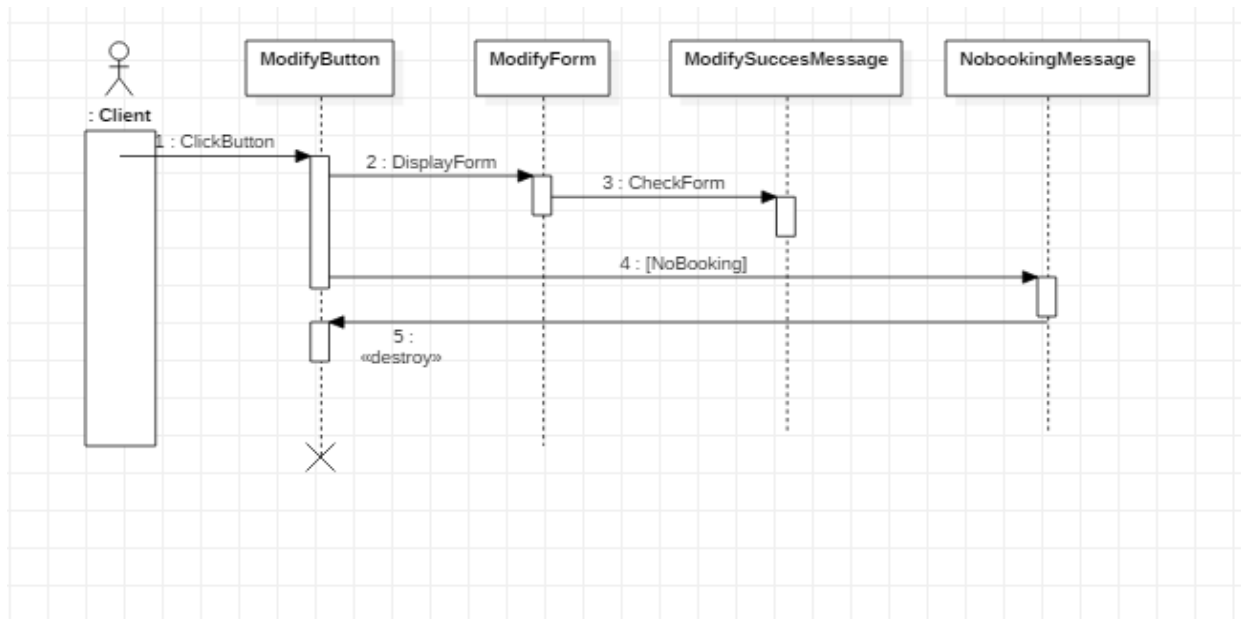 ModifyButton
ModifyForm
ModifySuccesMessage
NobookingMessage
: Client
1 : ClickButton
2 : DisplayForm
3 : CheckForm
4 : [NoBooking]
5 :
«destroy»